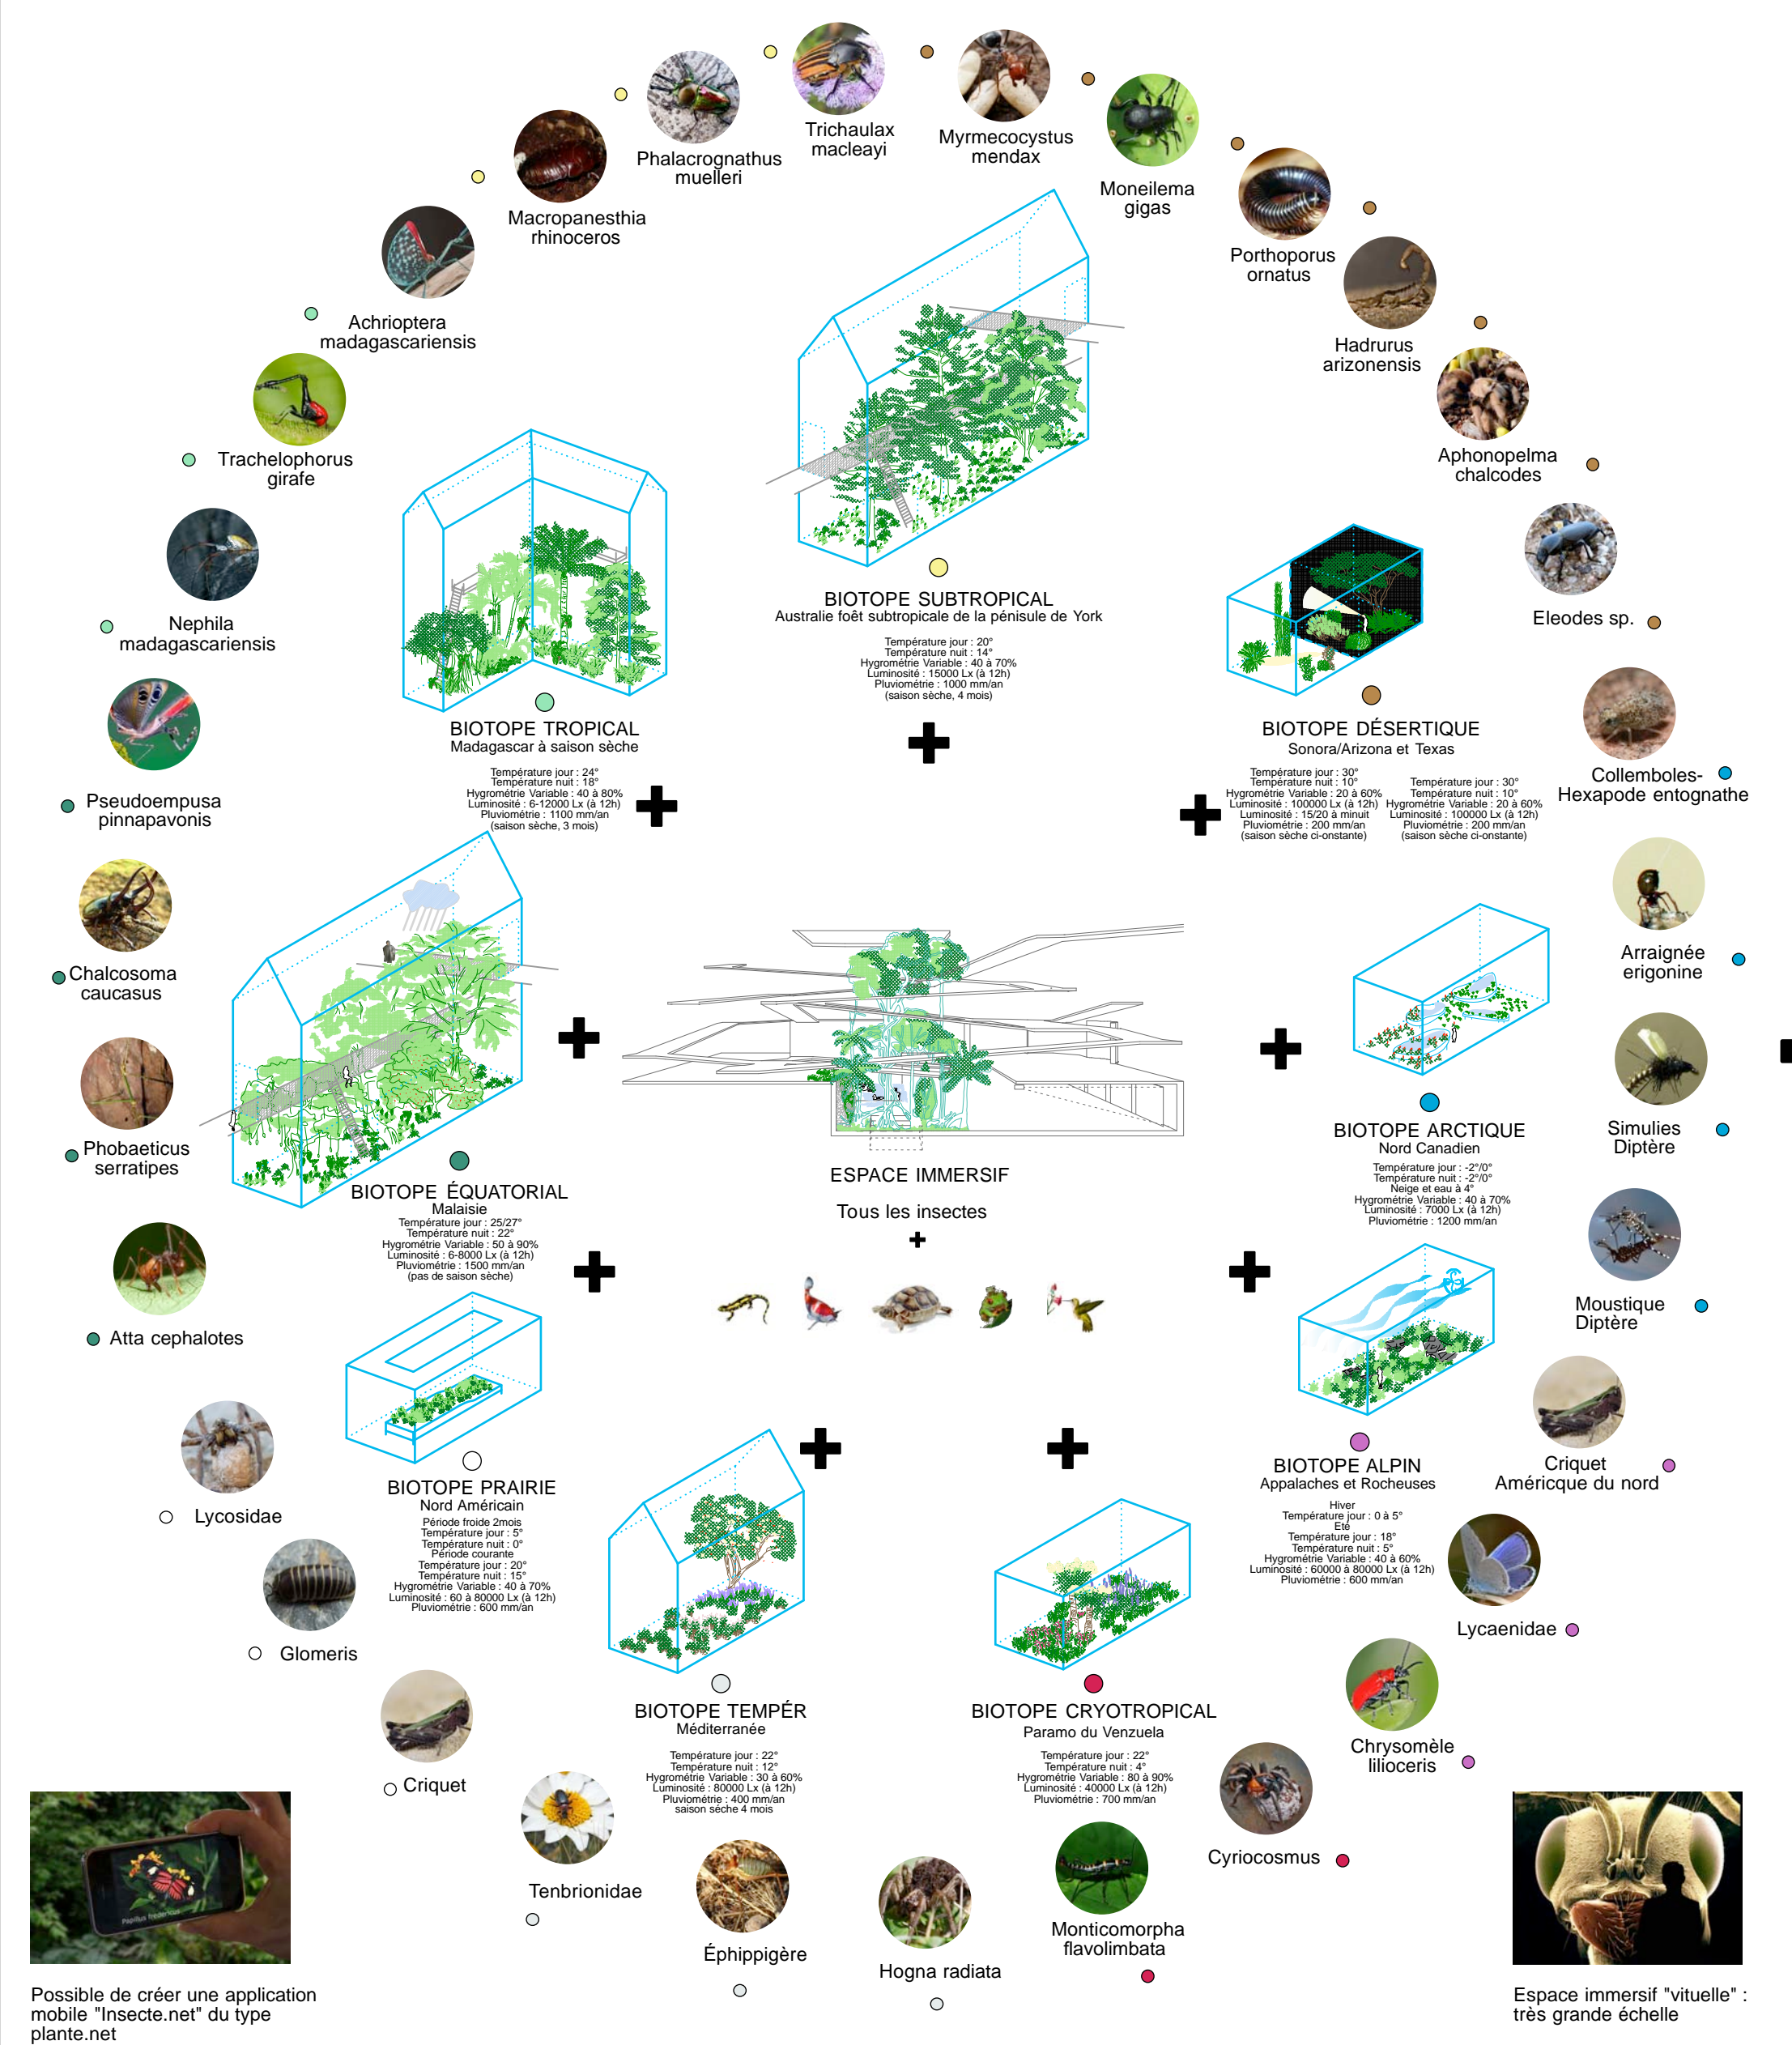 Trichaulax
macleayi
Myrmecocystus
mendax
Phalacrognathus
muelleri
Moneilema
gigas
Macropanesthia
rhinoceros
Porthoporus
ornatus
Achrioptera
madagascariensis
Hadrurus
arizonensis
Trachelophorus
girafe
Aphonopelma
chalcodes
Nephila
madagascariensis
Eleodes sp.
BIOTOPE SUBTROPICAL
Australie foêt subtropicale de la pénisule de York
Température jour : 20°
Température nuit : 14°
Hygrométrie Variable : 40 à 70%
Luminosité : 15000 Lx (à 12h)
Pluviométrie : 1000 mm/an
(saison sèche, 4 mois)
BIOTOPE TROPICAL
Madagascar à saison sèche
Température jour : 24°
Température nuit : 18°
Hygrométrie Variable : 40 à 80%
Luminosité : 6-12000 Lx (à 12h)
Pluviométrie : 1100 mm/an
(saison sèche, 3 mois)
BIOTOPE DÉSERTIQUE
Sonora/Arizona et Texas
Température jour : 30°
Température nuit : 10°
Hygrométrie Variable : 20 à 60%
Luminosité : 100000 Lx (à 12h)
Luminosité : 15/20 à minuit
Pluviométrie : 200 mm/an
(saison sèche ci-onstante)
Température jour : 30°
Température nuit : 10°
Hygrométrie Variable : 20 à 60%
Luminosité : 100000 Lx (à 12h)
Pluviométrie : 200 mm/an
(saison sèche ci-onstante)
Collemboles-
Hexapode entognathe
Pseudoempusa
pinnapavonis
Chalcosoma
caucasus
Arraignée
erigonine
Phobaeticus
serratipes
Simulies
Diptère
BIOTOPE ÉQUATORIAL
Malaisie
Température jour : 25/27°
Température nuit : 22°
Hygrométrie Variable : 50 à 90%
Luminosité : 6-8000 Lx (à 12h)
Pluviométrie : 1500 mm/an
(pas de saison sèche)
ESPACE IMMERSIF
Tous les insectes
BIOTOPE ARCTIQUE
Nord Canadien
Température jour : -2°/0°
Température nuit : -2°/0°
Neige et eau à 4°
Hygrométrie Variable : 40 à 70%
Luminosité : 7000 Lx (à 12h)
Pluviométrie : 1200 mm/an
Atta cephalotes
Moustique
Diptère
BIOTOPE PRAIRIE
Nord Américain
Période froide 2mois
Température jour : 5°
Température nuit : 0°
Période courante
Température jour : 20°
Température nuit : 15°
Hygrométrie Variable : 40 à 70%
Luminosité : 60 à 80000 Lx (à 12h)
Pluviométrie : 600 mm/an
BIOTOPE ALPIN
Appalaches et Rocheuses
Hiver
Température jour : 0 à 5°
Eté
Température jour : 18°
Température nuit : 5°
Hygrométrie Variable : 40 à 60%
Luminosité : 60000 à 80000 Lx (à 12h)
Pluviométrie : 600 mm/an
Criquet
Américque du nord
Lycosidae
Lycaenidae
Glomeris
BIOTOPE TEMPÉR
Méditerranée
Température jour : 22°
Température nuit : 12°
Hygrométrie Variable : 30 à 60%
Luminosité : 80000 Lx (à 12h)
Pluviométrie : 400 mm/an
saison séche 4 mois
BIOTOPE CRYOTROPICAL
Paramo du Venzuela
Température jour : 22°
Température nuit : 4°
Hygrométrie Variable : 80 à 90%
Luminosité : 40000 Lx (à 12h)
Pluviométrie : 700 mm/an
Chrysomèle
lilioceris
Criquet
Cyriocosmus
Tenbrionidae
Éphippigère
Hogna radiata
Monticomorpha
flavolimbata
Papillus fredericus
Possible de créer une application
mobile "Insecte.net" du type
plante.net
Espace immersif "vituelle" :
très grande échelle